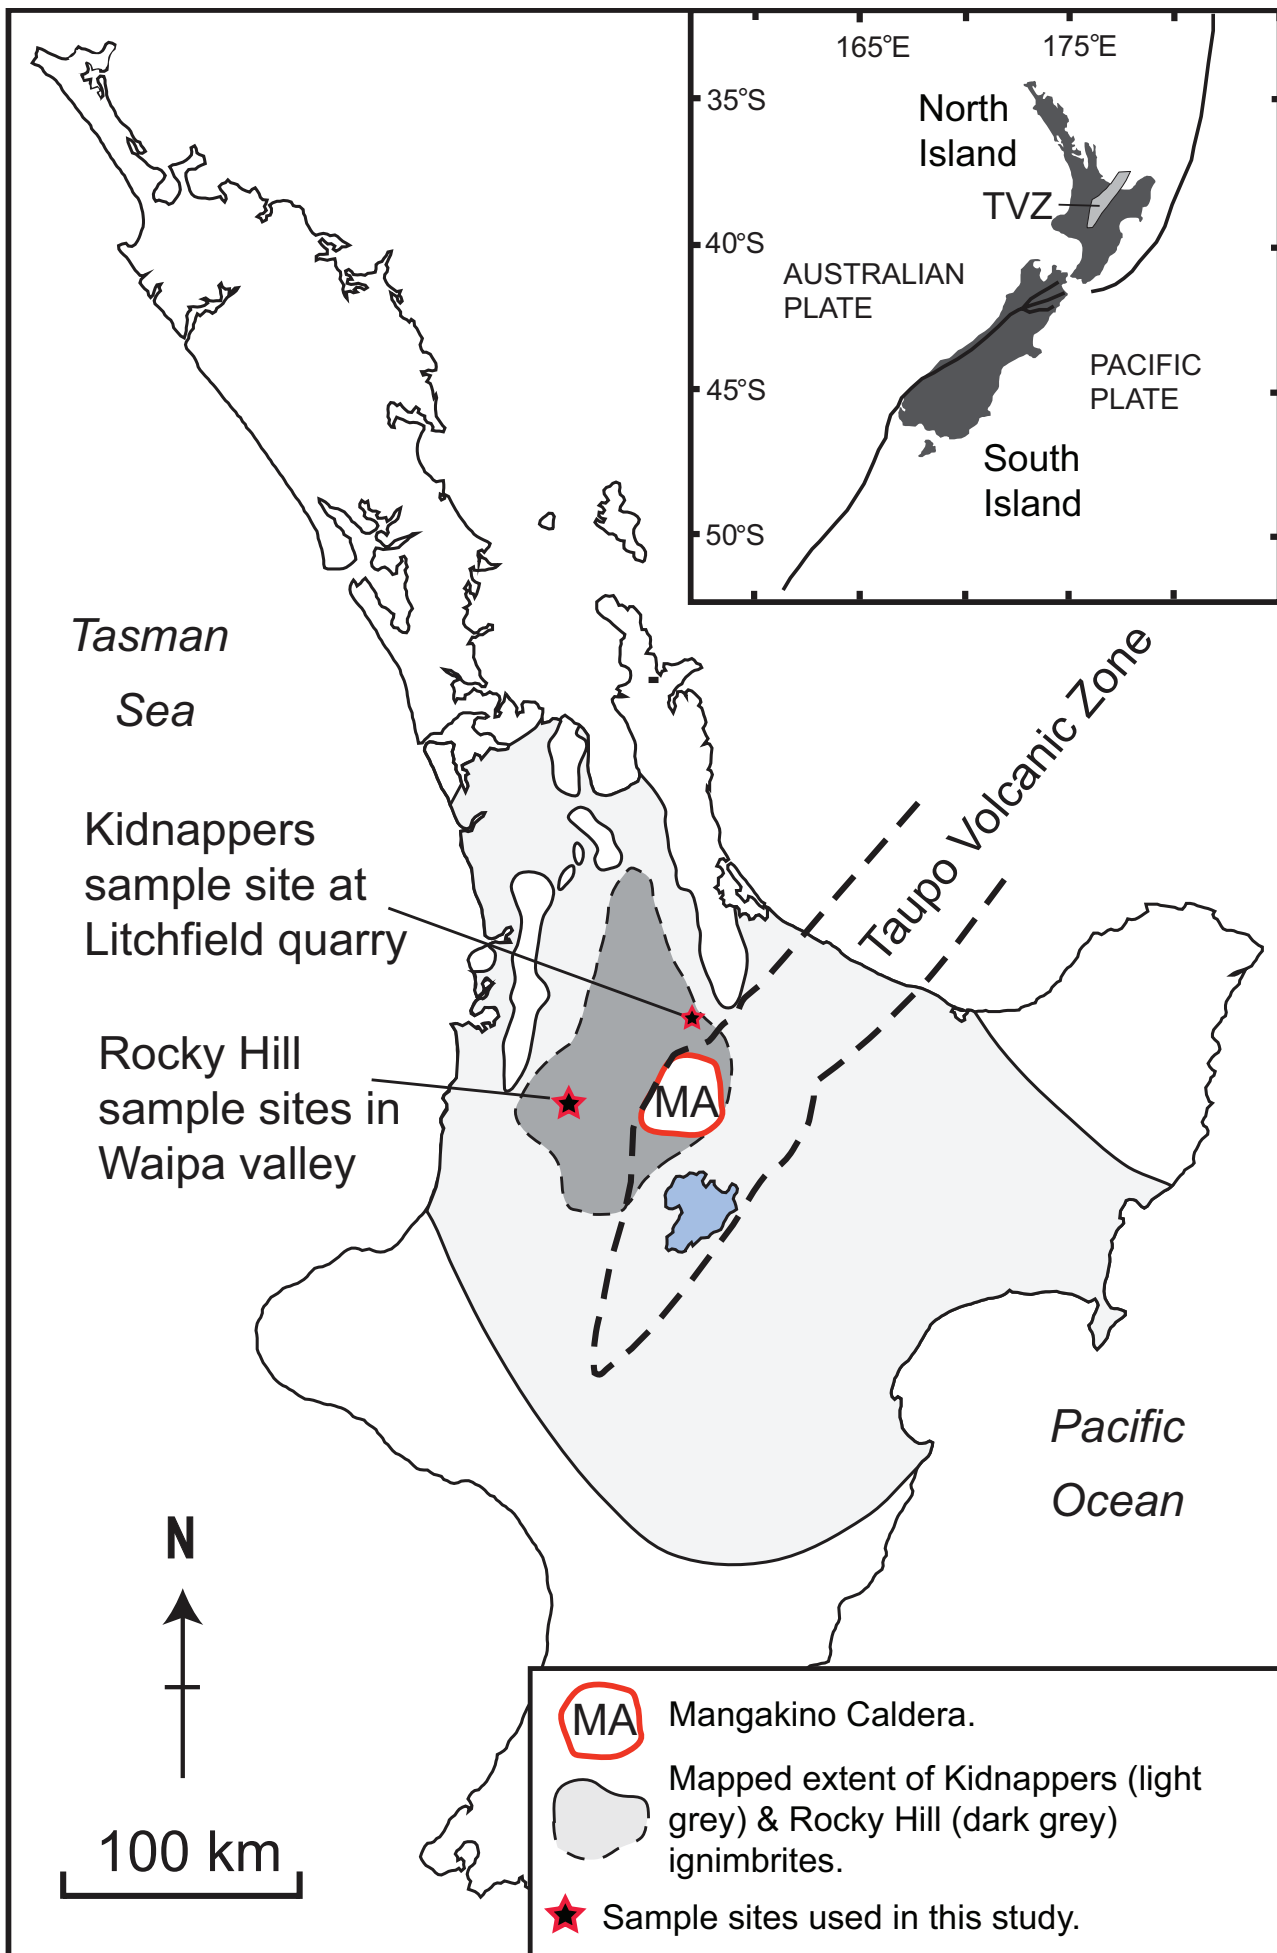 165°E
175°E
35°S
North
Island
TVZ
40°S
AUSTRALIAN
PLATE
PACIFIC
PLATE
45°S
South
Island
50°S
Tasman
Sea
Taupo Volcanic Zone
Kidnappers
sample site at
Litchfield quarry
Rocky Hill
sample sites in
Waipa valley
MA
Pacific
Ocean
N
100 km
MA
Mangakino Caldera.
Mapped extent of Kidnappers (light
grey) & Rocky Hill (dark grey)
ignimbrites.
Sample sites used in this study.